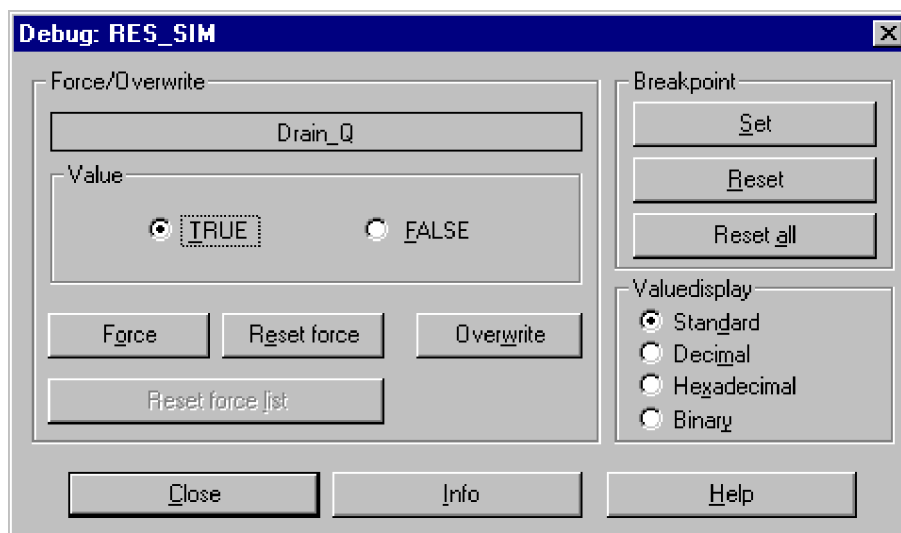 Debug: RES_SIM
Force/Overwrite
Drain_Q
Value
TRUE FALSE
Force Reset force Overwrite
Reset force list
Breakpoint
Set
Reset
Reset all
Valuedisplay
Standard
Decimal
Hexadecimal
Binary
Close Info Help